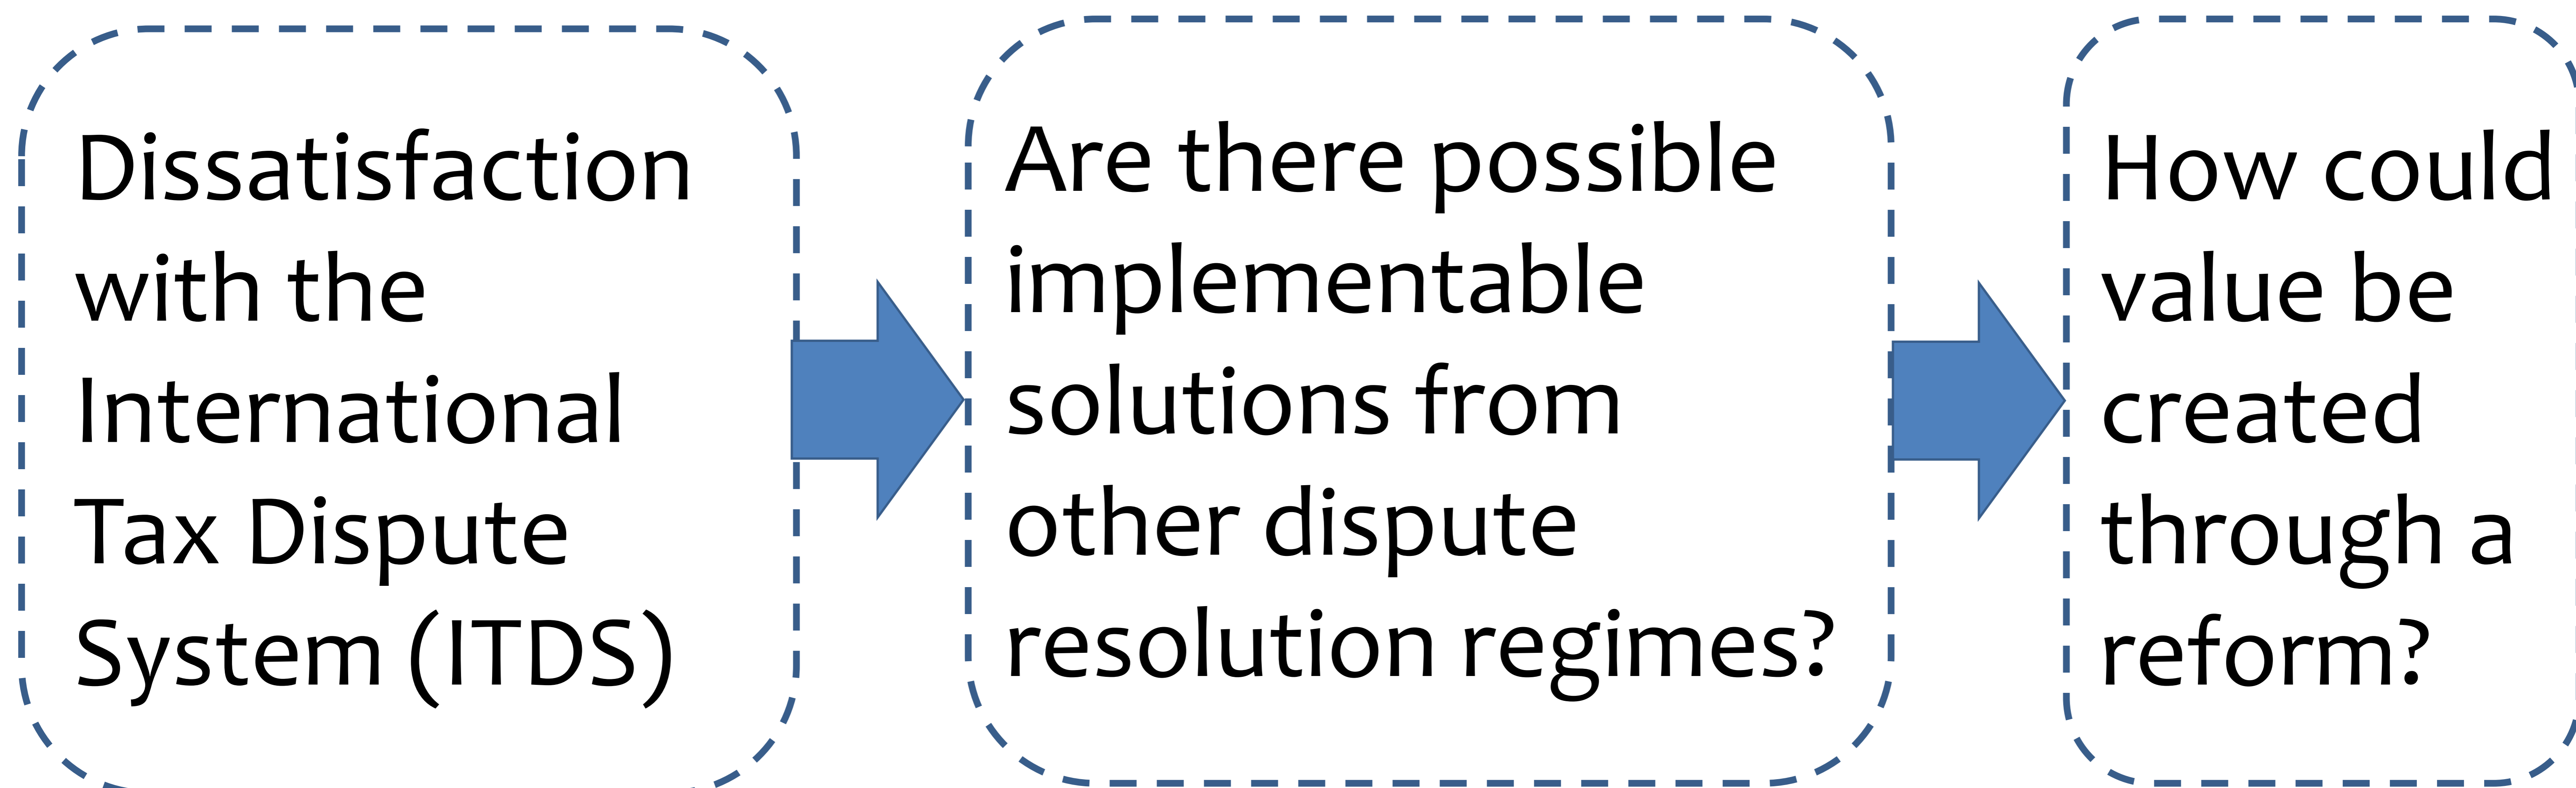 Dissatisfaction
with the
International
Tax Dispute
System (ITDS)
Are there possible
implementable
solutions from
other dispute
resolution regimes?
How could
value be
created
through a
reform?